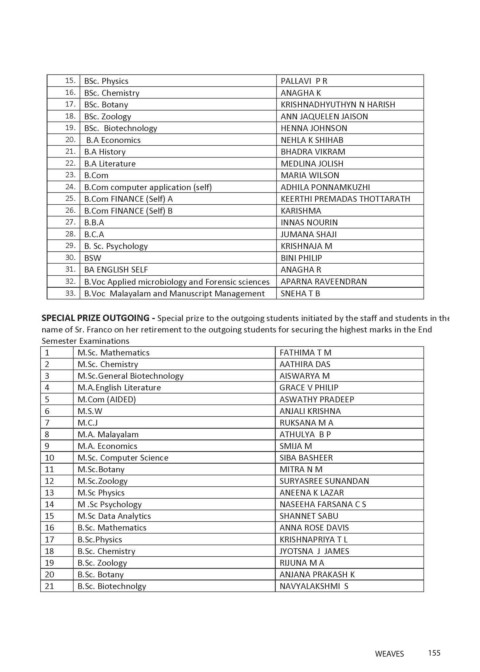 15. BSc. Physics PALLAVI P R
16. BSc. Chemistry ANAGHA K
17. BSc. Botany KRISHNADHYUTHYN N HARISH
18. BSc. Zoology ANN JAQUELEN JAISON
19. BSc. Biotechnology HENNA JOHNSON
20. B.A Economics NEHLA K SHIHAB
21. B.A History BHADRA VIKRAM
22. B.A Literature MEDLINA JOLISH
23. B.Com MARIA WILSON
24. B.Com computer application (self) ADHILA PONNAMKUZHI
25. B.Com FINANCE (Self) A KEERTHI PREMADAS THOTTARATH
26. B.Com FINANCE (Self) B KARISHMA
27. B.B.A INNAS NOURIN
28. B.C.A JUMANA SHAJI
29. B. Sc. Psychology KRISHNAJA M
30. BSW BINI PHILIP
31. BA ENGLISH SELF ANAGHA R
32. B.Voc Applied microbiology and Forensic sciences APARNA RAVEENDRAN
33. B.Voc Malayalam and Manuscript Management SNEHA T B
SPECIAL PRIZE OUTGOING - Special prize to the outgoing students initiated by the staff and students in the
name of Sr. Franco on her retirement to the outgoing students for securing the highest marks in the End
Semester Examinations
1 M.Sc. Mathematics FATHIMA T M
2 M.Sc. Chemistry AATHIRA DAS
3 M.Sc.General Biotechnology AISWARYA M
4 M.A.English Literature GRACE V PHILIP
5 M.Com (AIDED) ASWATHY PRADEEP
6 M.S.W ANJALI KRISHNA
7 M.C.J RUKSANA M A
8 M.A. Malayalam ATHULYA B P
9 M.A. Economics SMIJA M
10 M.Sc. Computer Science SIBA BASHEER
11 M.Sc.Botany MITRA N M
12 M.Sc.Zoology SURYASREE SUNANDAN
13 M.Sc Physics ANEENA K LAZAR
14 M .Sc Psychology NASEEHA FARSANA C S
15 M.Sc Data Analytics SHANNET SABU
16 B.Sc. Mathematics ANNA ROSE DAVIS
17 B.Sc.Physics KRISHNAPRIYA T L
18 B.Sc. Chemistry JYOTSNA J JAMES
19 B.Sc. Zoology RIJUNA M A
20 B.Sc. Botany ANJANA PRAKASH K
21 B.Sc. Biotechnolgy NAVYALAKSHMI S
WEAVES 155